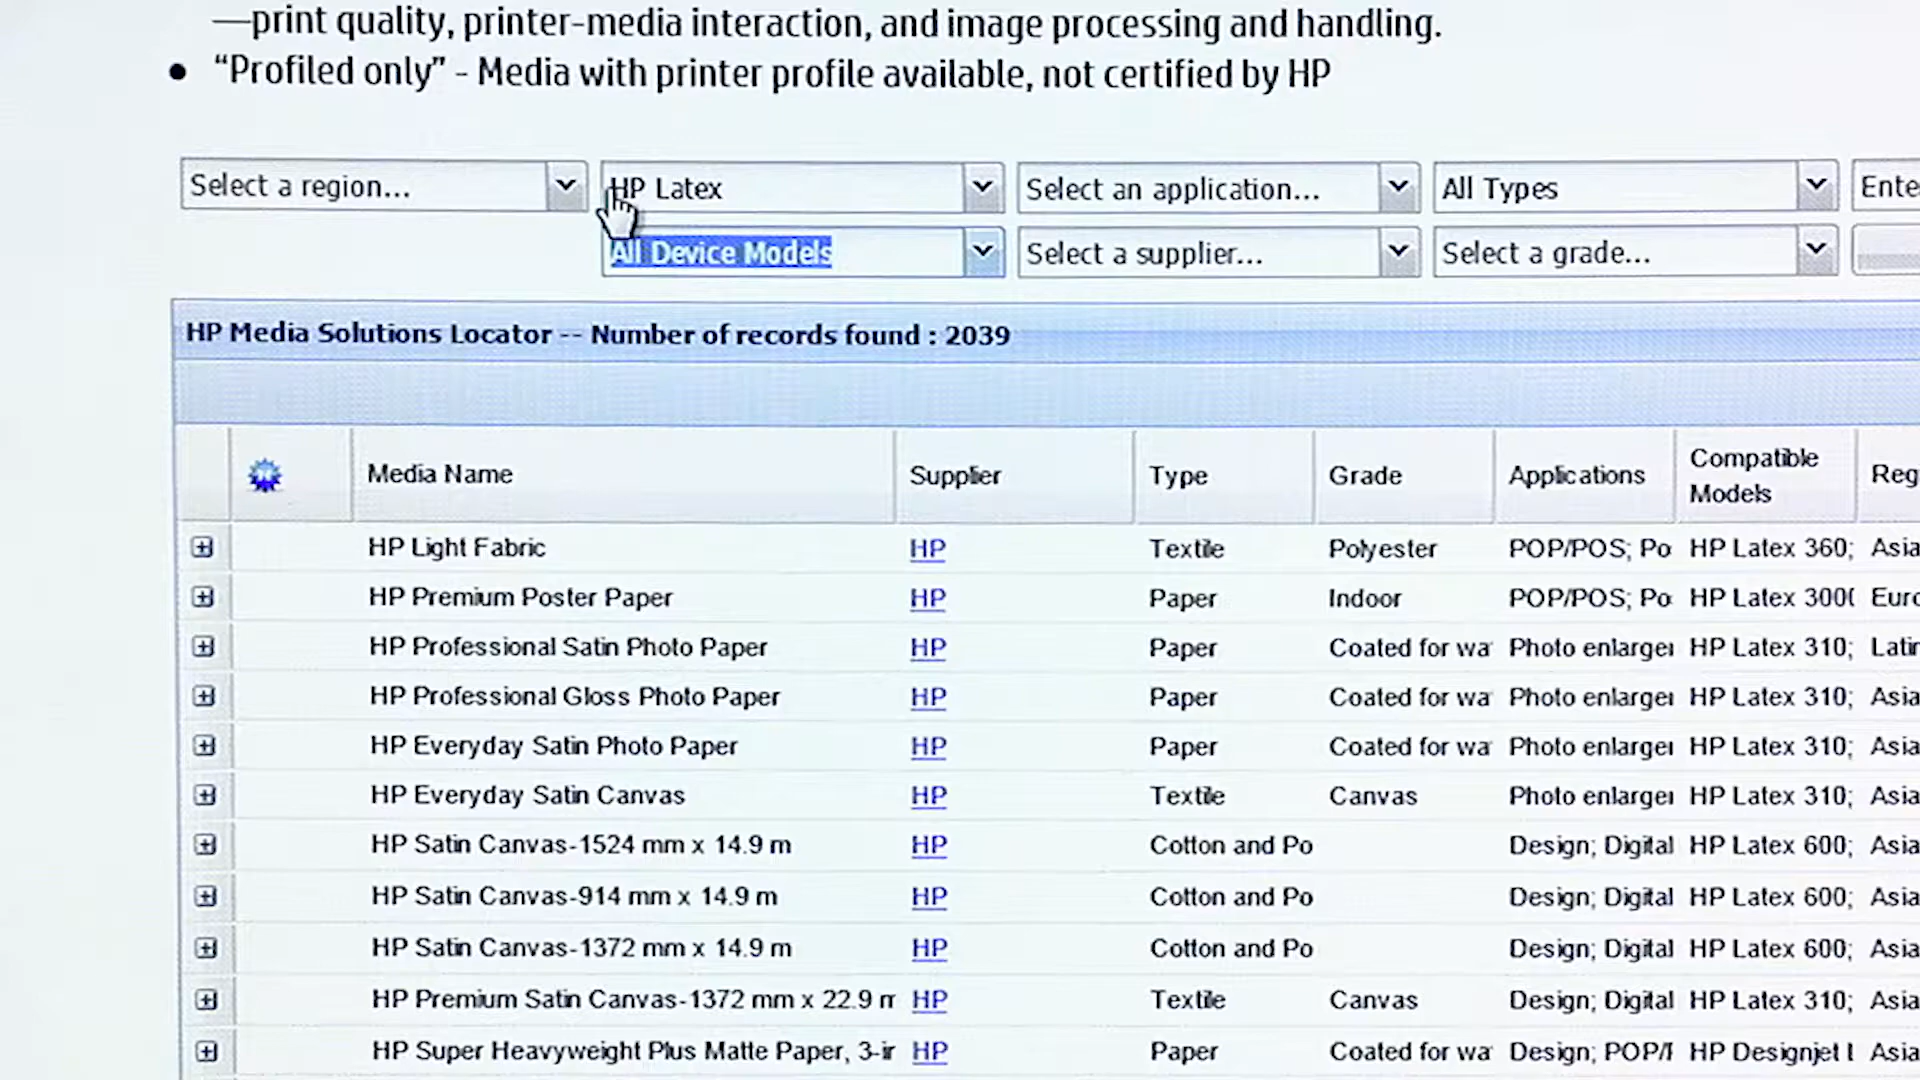 —print quality, printer-media interaction, and image processing and handling.
● “Profiled only” - Media with printer profile available, not certified by HP
Select a region... HP Latex Select an application... All Types Ente
All Device Models Select a supplier... Select a grade...
HP Media Solutions Locator -- Number of records found : 2039
Media Name Supplier Type Grade Applications Compatible Models Reg
HP Light Fabric HP Textile Polyester POP/POS; Po HP Latex 360; Asia
HP Premium Poster Paper HP Paper Indoor POP/POS; Po HP Latex 300 Euro
HP Professional Satin Photo Paper HP Paper Coated for wa Photo enlarge HP Latex 310; Latin
HP Professional Gloss Photo Paper HP Paper Coated for wa Photo enlarge HP Latex 310; Asia
HP Everyday Satin Photo Paper HP Paper Coated for wa Photo enlarge HP Latex 310; Asia
HP Everyday Satin Canvas HP Textile Canvas Photo enlarge HP Latex 310; Asia
HP Satin Canvas-1524 mm x 14.9 m HP Cotton and Po Design; Digital HP Latex 600; Asia
HP Satin Canvas-914 mm x 14.9 m HP Cotton and Po Design; Digital HP Latex 600; Asia
HP Satin Canvas-1372 mm x 14.9 m HP Cotton and Po Design; Digital HP Latex 600; Asia
HP Premium Satin Canvas-1372 mm x 22.9 m HP Textile Canvas Design; Digital HP Latex 310; Asia
HP Super Heavyweight Plus Matte Paper, 3-i HP Paper Coated for wa Design; POP/ HP Designjet Asia